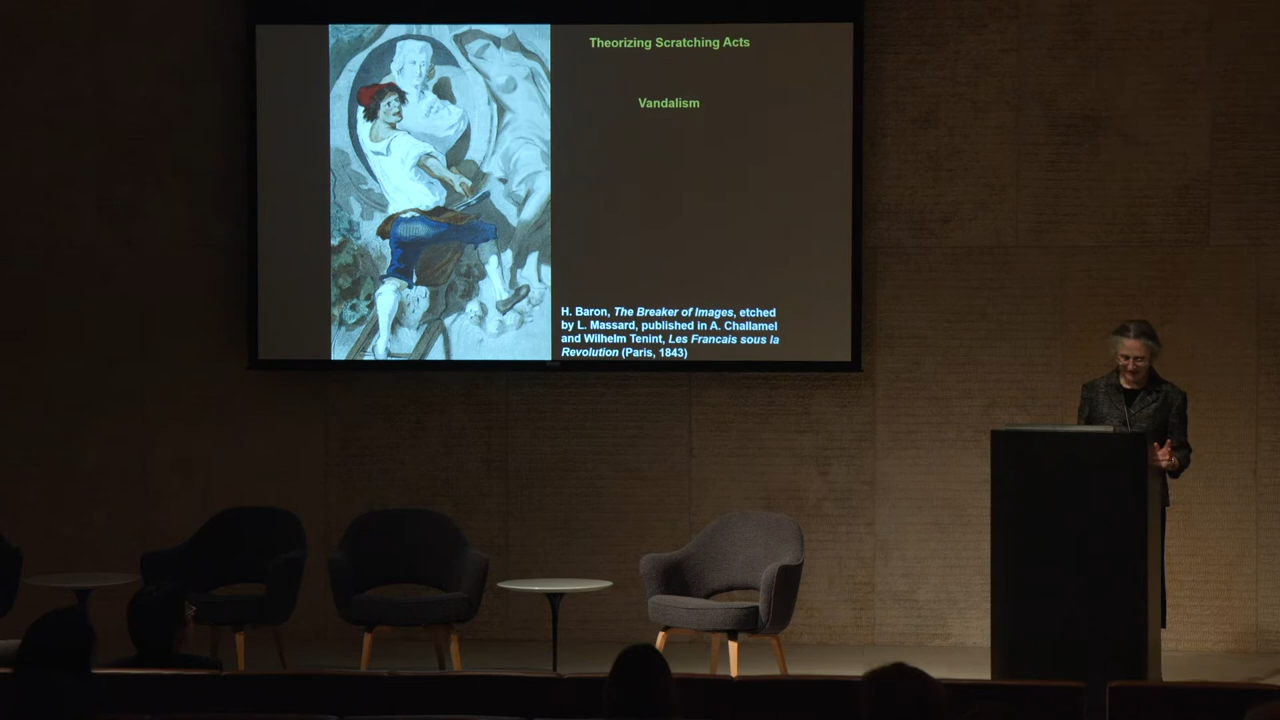 Theorizing Scratching Acts
Vandalism
H. Baron, The Breaker of Images, etched
by L. Massard, published in A. Challamel
and Wilhelm Tenint, Les Francais sous la
Revolution (Paris, 1843)